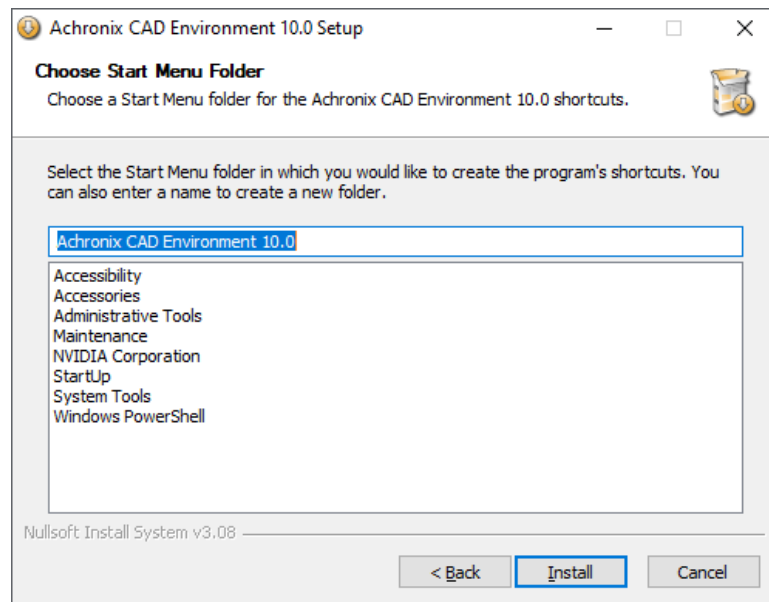 Achronix CAD Environment 10.0 Setup
Choose Start Menu Folder
Choose a Start Menu folder for the Achronix CAD Environment 10.0 shortcuts.
Select the Start Menu folder in which you would like to create the program's shortcuts. You
can also enter a name to create a new folder.
Achronix CAD Environment 10.0
Accessibility
Accessories
Administrative Tools
Maintenance
NVIDIA Corporation
StartUp
System Tools
Windows PowerShell
Nullsoft Install System v3.08
< Back Install Cancel